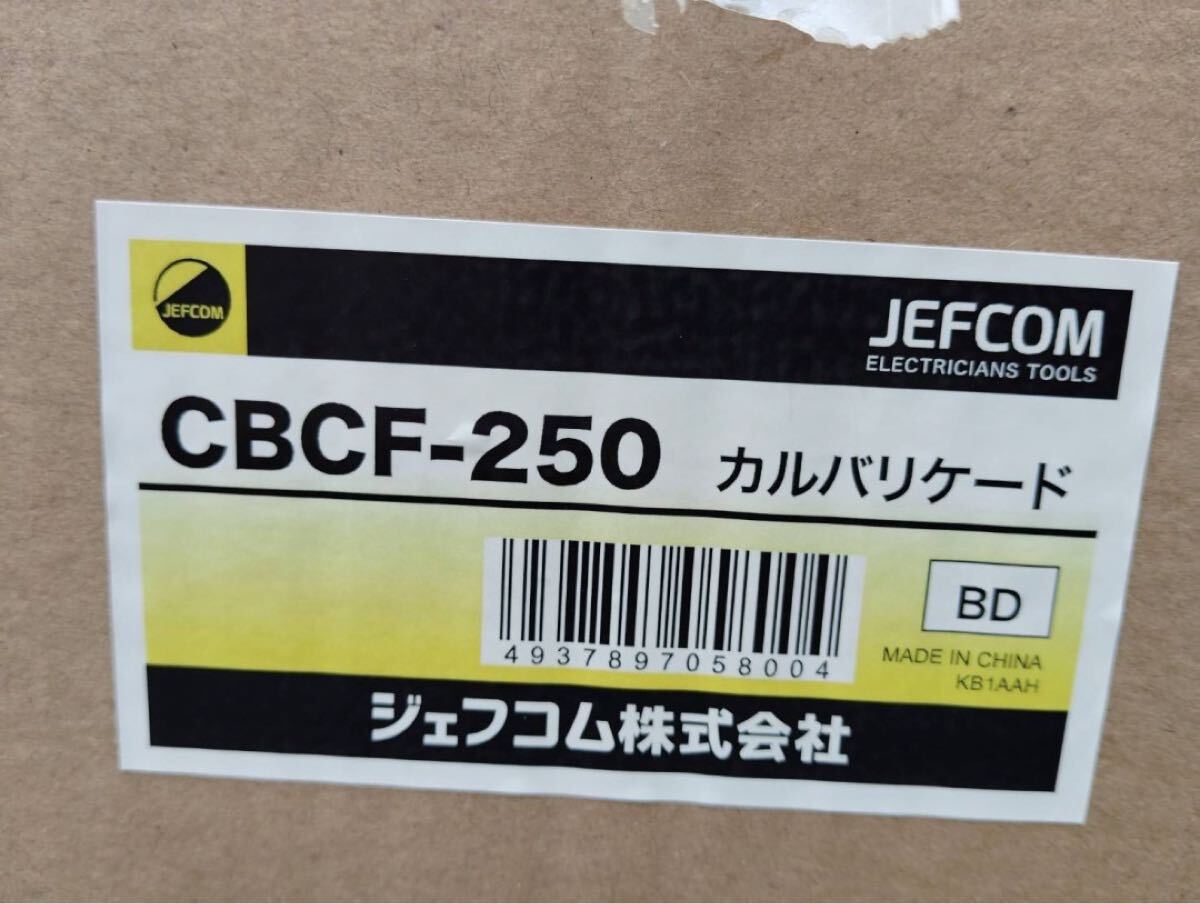 JEFCOM
JEFCOM
ELECTRICIANS TOOLS
CBCF-250 カルバリケード
4937897058004
BD
MADE IN CHINA
KB1AAH
ジェフコム株式会社